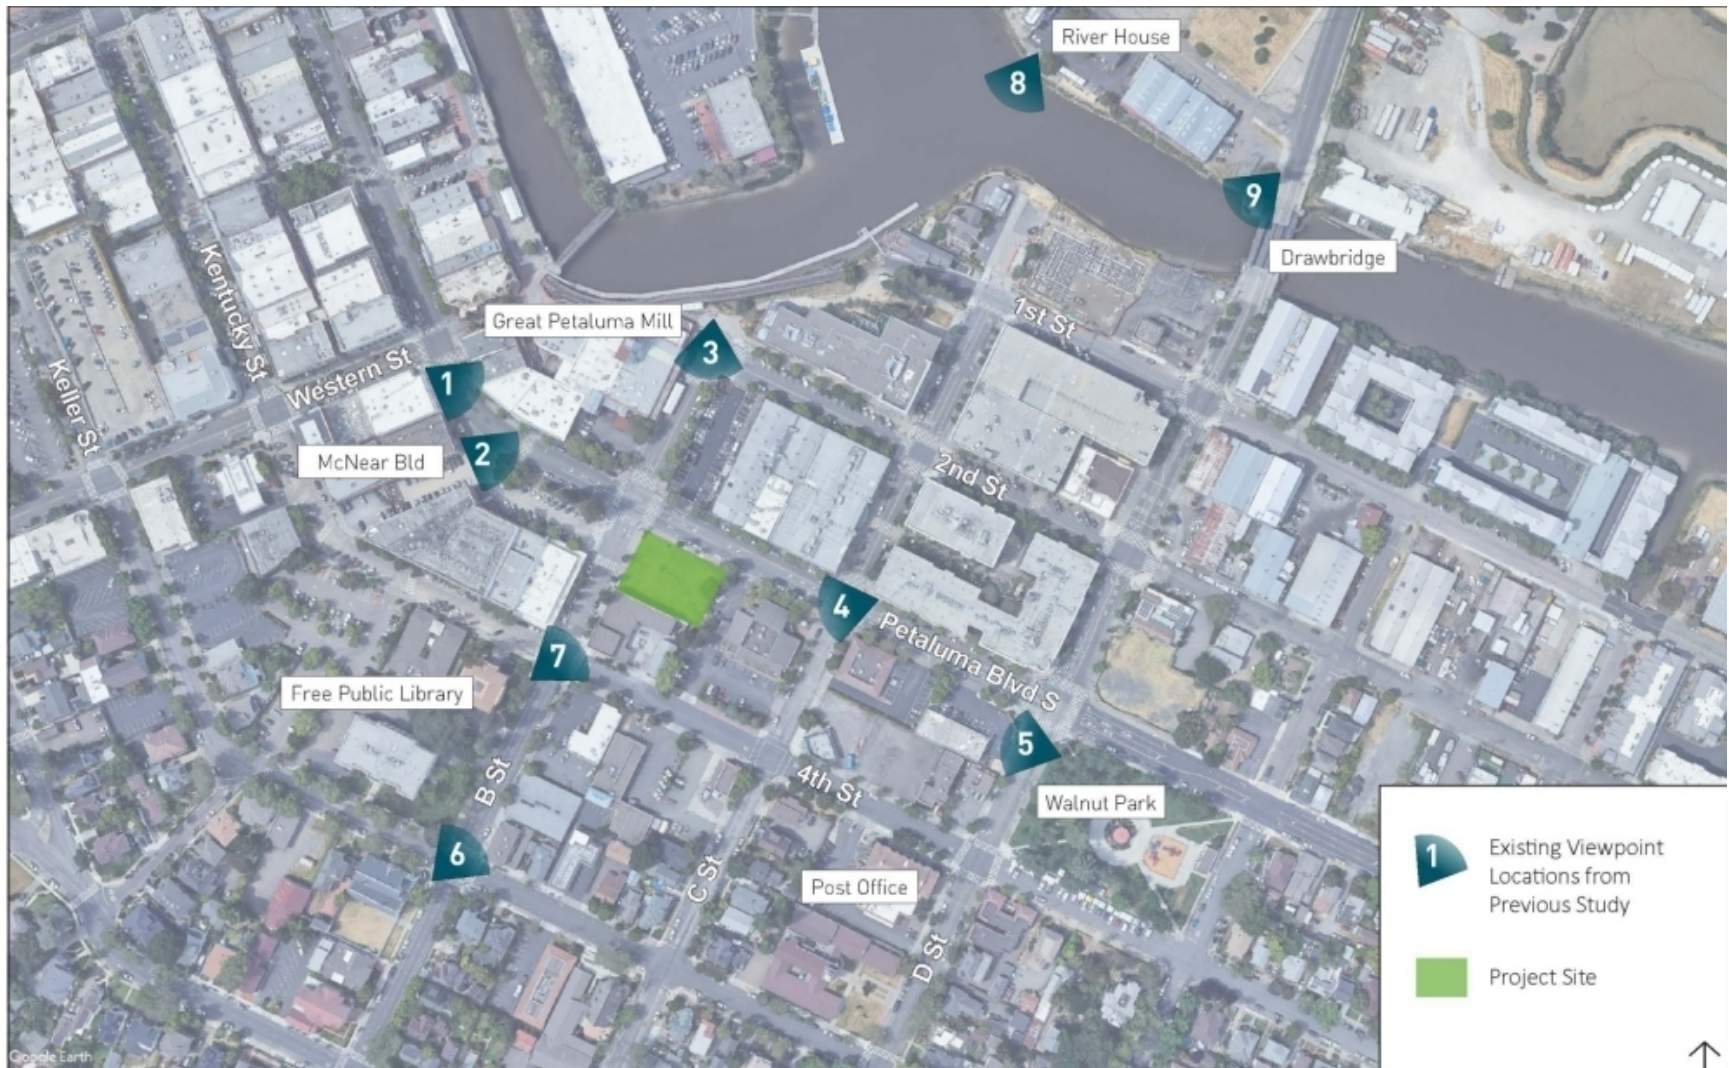 River House
8
9
Drawbridge
Kentucky St
Great Petaluma Mill
3
1st St
Keller St
Western St
1
McNear Bld
2
2nd St
4
Petaluma Blvd S
7
Free Public Library
5
B St
4th St
Walnut Park
6
C St
Post Office
D St
1
Existing Viewpoint
Locations from
Previous Study
Project Site
Google Earth